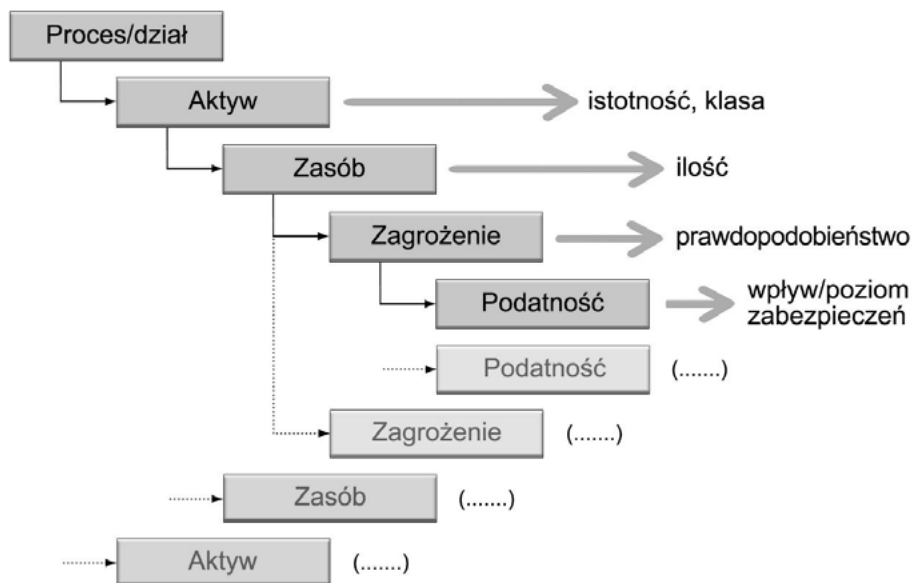 Proces/dział
Aktyw
istotność, klasa
Zasób
ilość
Zagrożenie
prawdopodobieństwo
Podatność
wpływ/poziom
zabezpieczeń
Podatność
(.......)
Zagrożenie
(.......)
Zasób
(.......)
Aktyw
(.......)